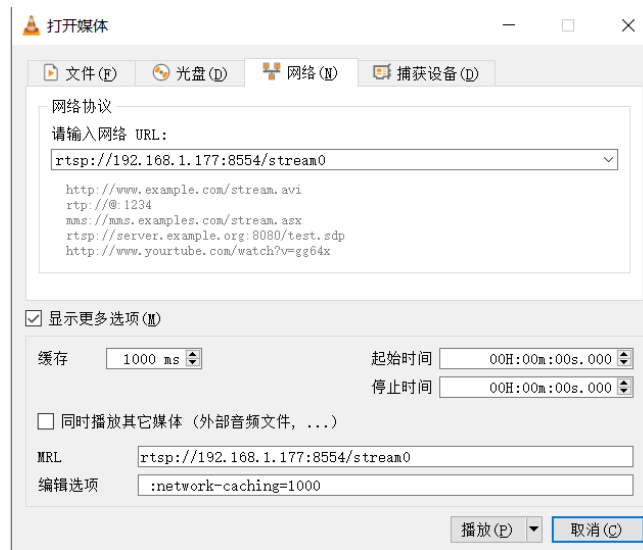 打开媒体
文件(F) 光盘(D) 网络(N) 捕获设备(D)
网络协议
请输入网络 URL:
rtsp://192.168.1.177:8554/stream0
http://www.example.com/stream.avi
rtp://@:1234
mms://mms.examples.com/stream.asx
rtsp://server.example.org:8080/test.sdp
http://www.yourtube.com/watch?v=gg64x
显示更多选项(M)
缓存 1000 ms 起始时间 00H:00m:00s.000
停止时间 00H:00m:00s.000
同时播放其它媒体 (外部音频文件, ...)
MRL rtsp://192.168.1.177:8554/stream0
编辑选项 :network-caching=1000
播放(P) 取消(C)